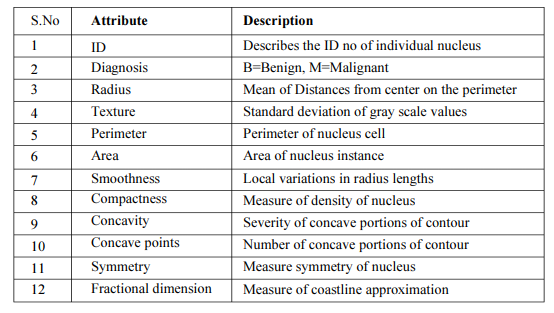 S.No Attribute Description
1 ID Describes the ID no of individual nucleus
2 Diagnosis B=Benign, M=Malignant
3 Radius Mean of Distances from center on the perimeter
4 Texture Standard deviation of gray scale values
5 Perimeter Perimeter of nucleus cell
6 Area Area of nucleus instance
7 Smoothness Local variations in radius lengths
8 Compactness Measure of density of nucleus
9 Concavity Severity of concave portions of contour
10 Concave points Number of concave portions of contour
11 Symmetry Measure symmetry of nucleus
12 Fractional dimension Measure of coastline approximation